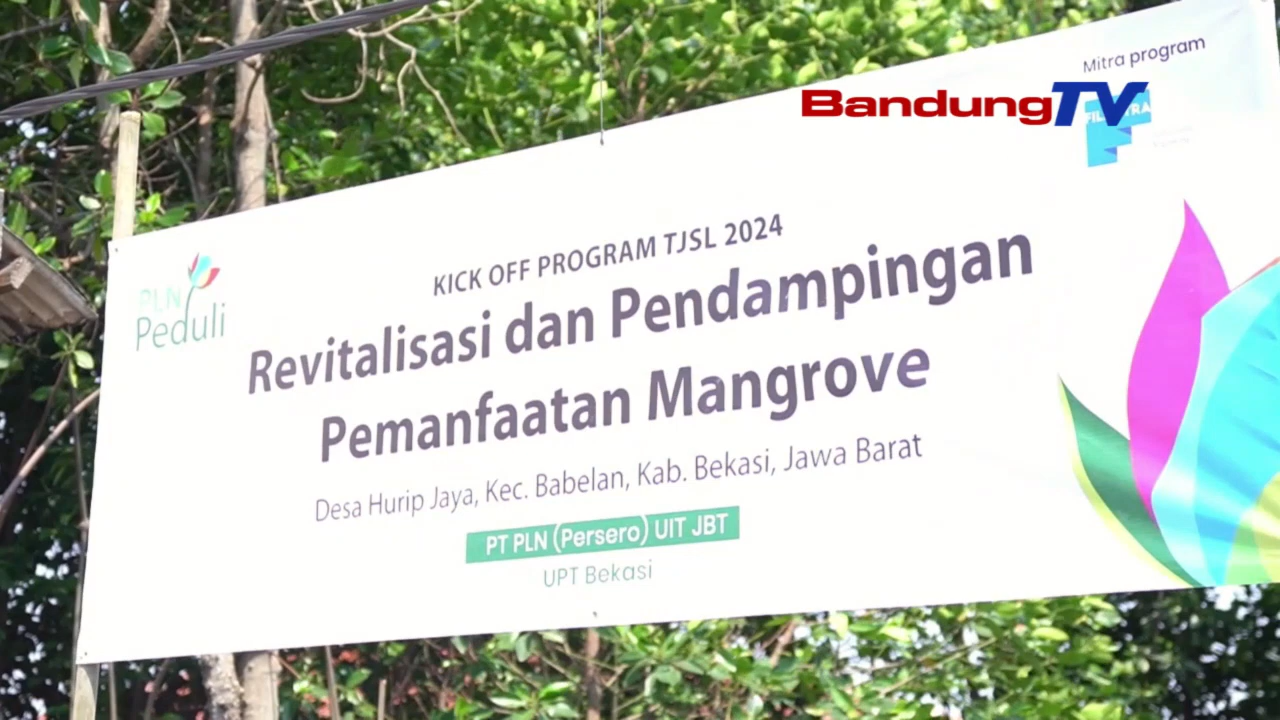 Mitra program
BandungTV
KICK OFF PROGRAM TJSL 2024
PLN
Peduli
Revitalisasi dan Pendampingan
Pemanfaatan Mangrove
Desa Hurip Jaya, Kec. Babelan, Kab. Bekasi, Jawa Barat
PT PLN (Persero) UIT JBT
UPT Bekasi